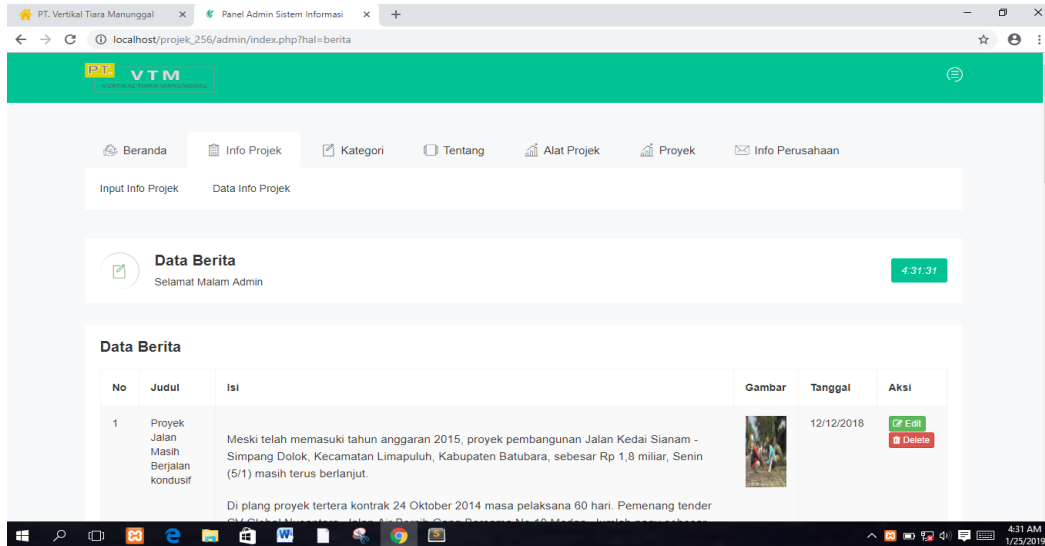 PT. Vertikal Tiara Manunggal
Panel Admin Sistem Informasi
localhost/projek_256/admin/index.php?hal=berita
PT. VTM
VERTIKAL TIARA MANUNGGAL
Beranda Info Projek Kategori Tentang Alat Projek Proyek Info Perusahaan
Input Info Projek Data Info Projek
Data Berita
Selamat Malam Admin
4:31:31
Data Berita
No Judul Isi Gambar Tanggal Aksi
1 Proyek Jalan Masih Berjalan kondusif
Meski telah memasuki tahun anggaran 2015, proyek pembangunan Jalan Kedai Sianam -
Simpang Dolok, Kecamatan Limapuluh, Kabupaten Batubara, sebesar Rp 1,8 miliar, Senin
(5/1) masih terus berlanjut.
Di plang proyek tertera kontrak 24 Oktober 2014 masa pelaksana 60 hari. Pemenang tender
12/12/2018
Edit
Delete
4:31 AM
1/25/2019